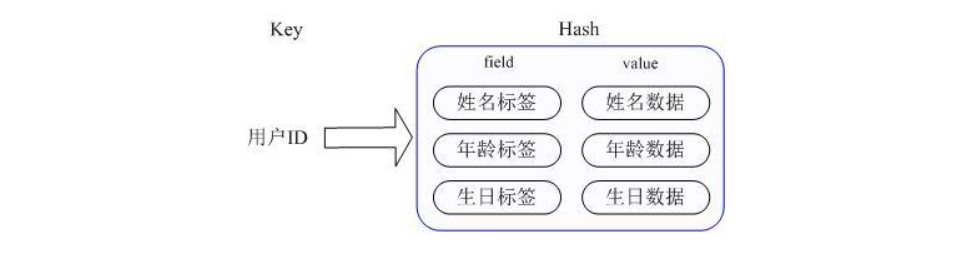 Key Hash
field value
姓名标签 姓名数据
用户ID 年龄标签 年龄数据
生日标签 生日数据